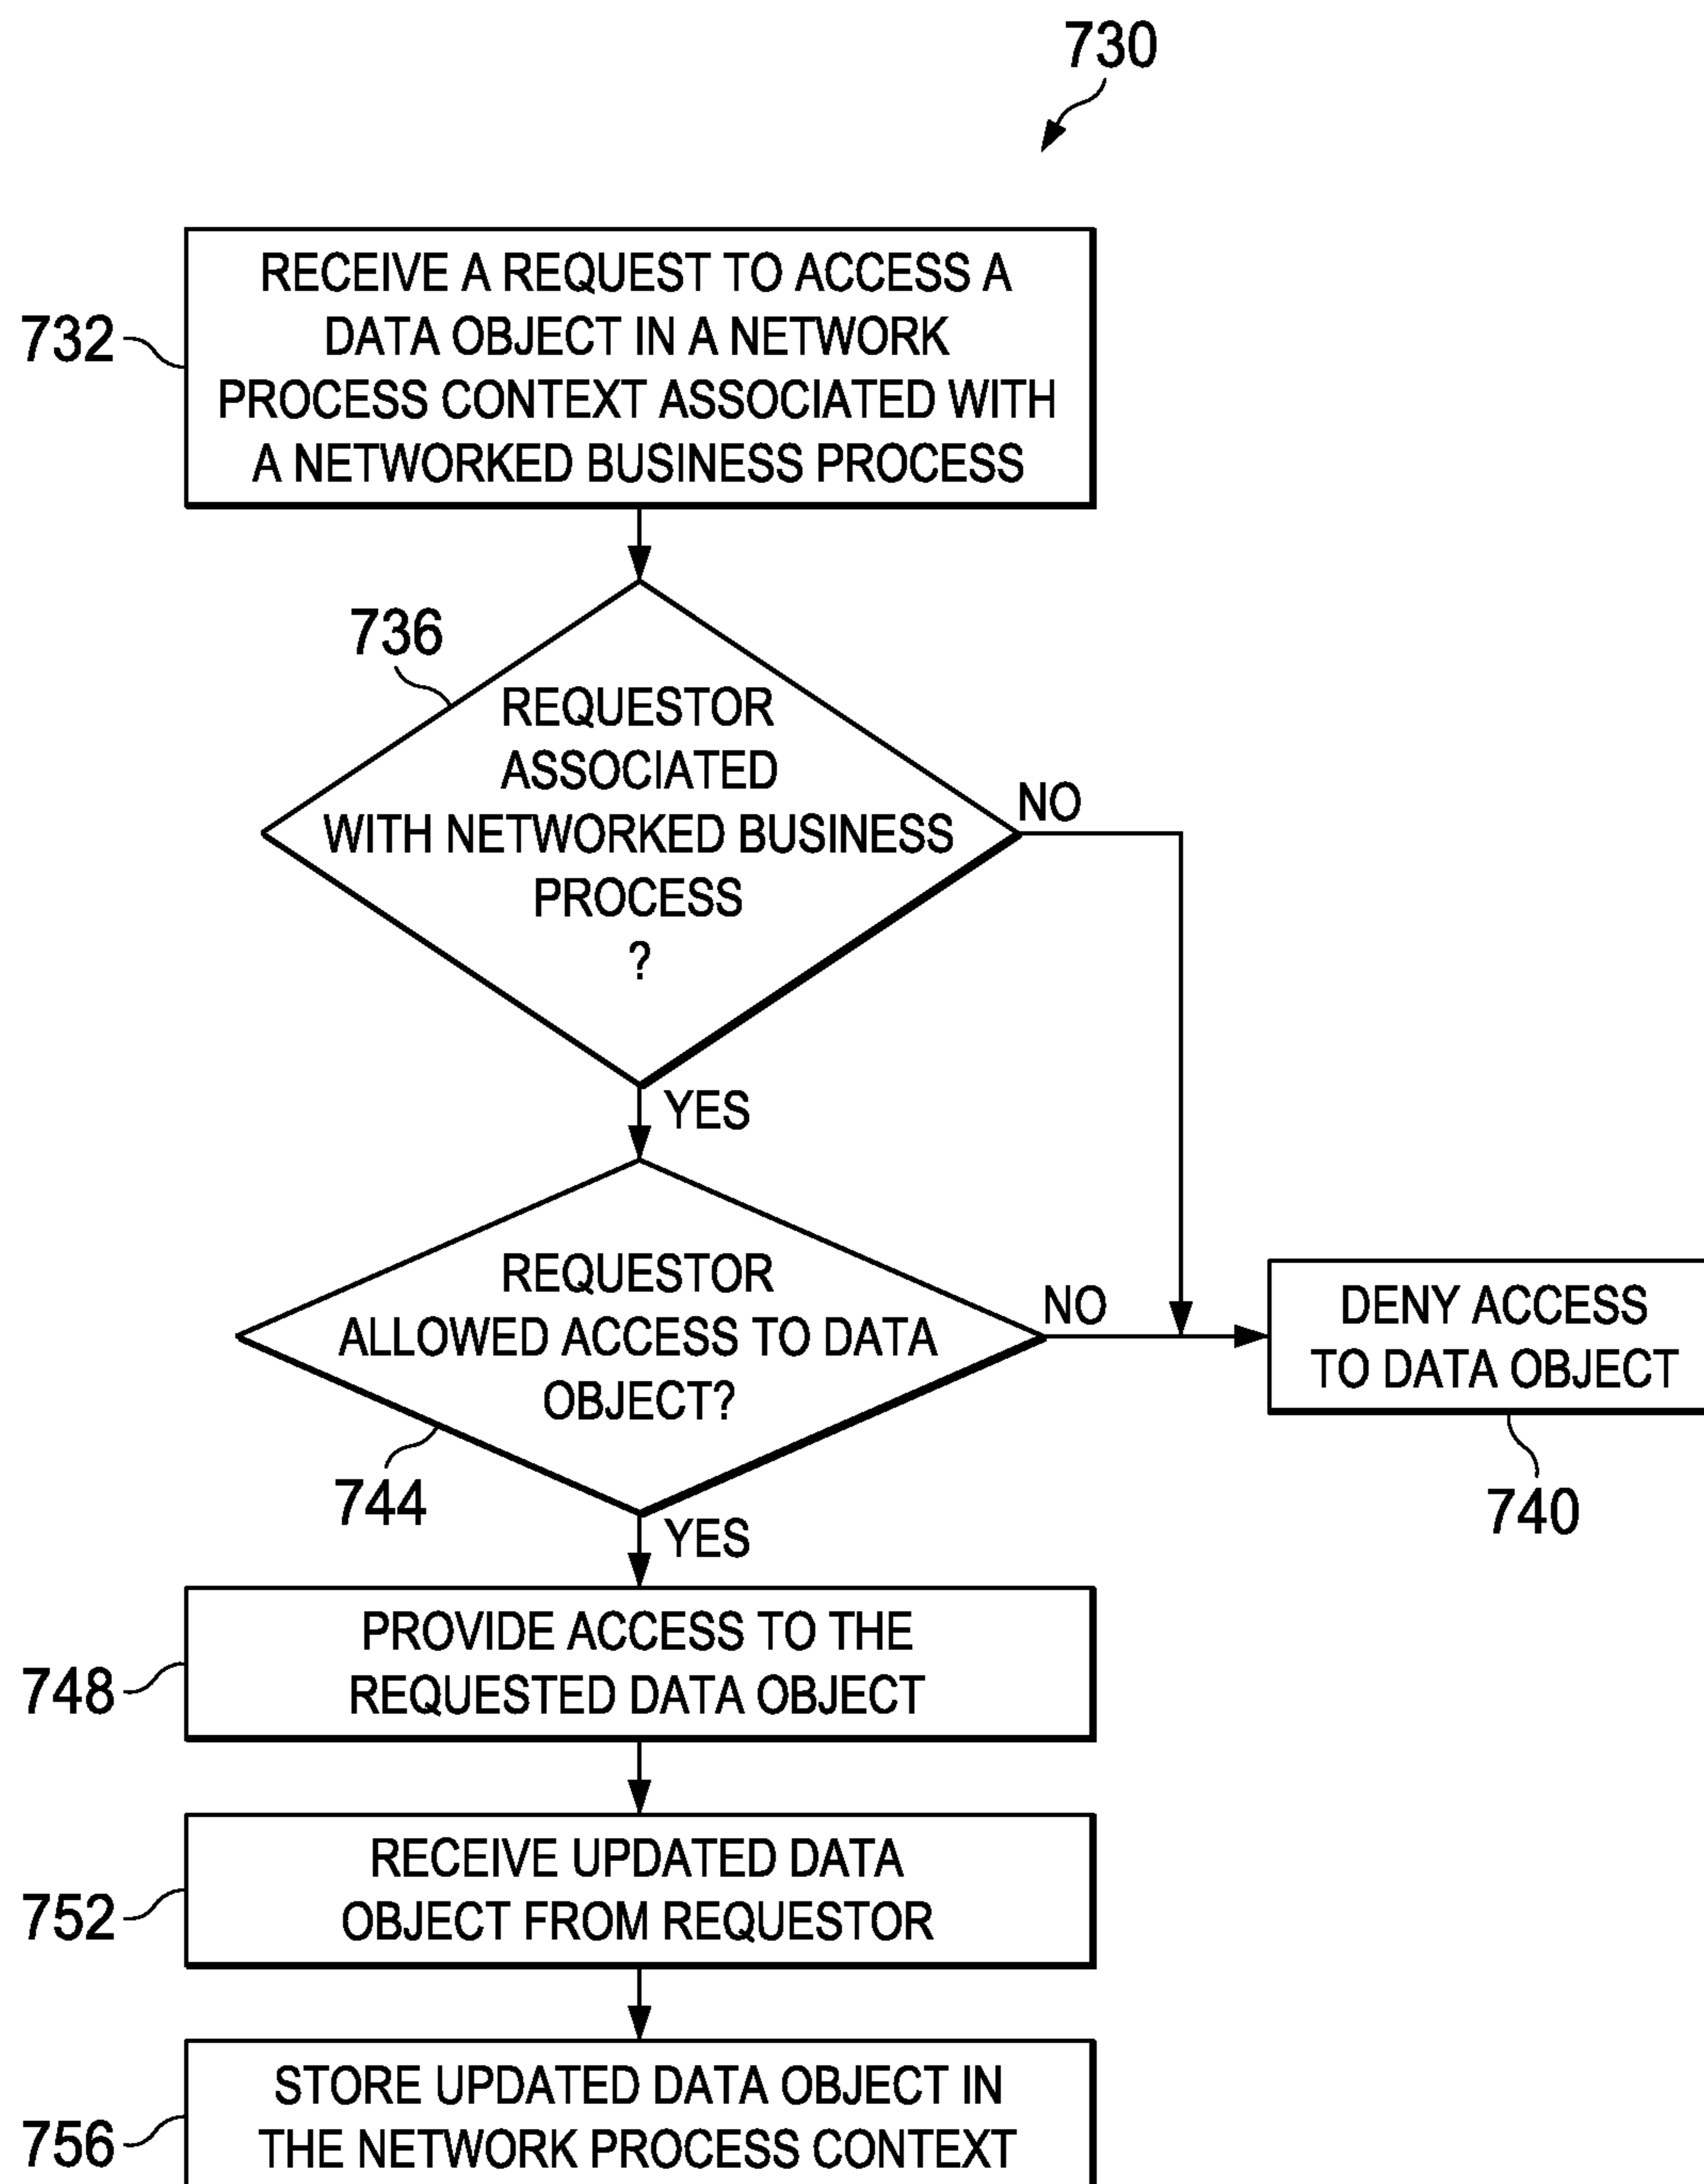 730
732
RECEIVE A REQUEST TO ACCESS A
DATA OBJECT IN A NETWORK
PROCESS CONTEXT ASSOCIATED WITH
A NETWORKED BUSINESS PROCESS
736
REQUESTOR
ASSOCIATED
WITH NETWORKED BUSINESS
PROCESS
?
NO
YES
REQUESTOR
ALLOWED ACCESS TO DATA
OBJECT?
NO
744
YES
DENY ACCESS
TO DATA OBJECT
740
748
PROVIDE ACCESS TO THE
REQUESTED DATA OBJECT
752
RECEIVE UPDATED DATA
OBJECT FROM REQUESTOR
756
STORE UPDATED DATA OBJECT IN
THE NETWORK PROCESS CONTEXT